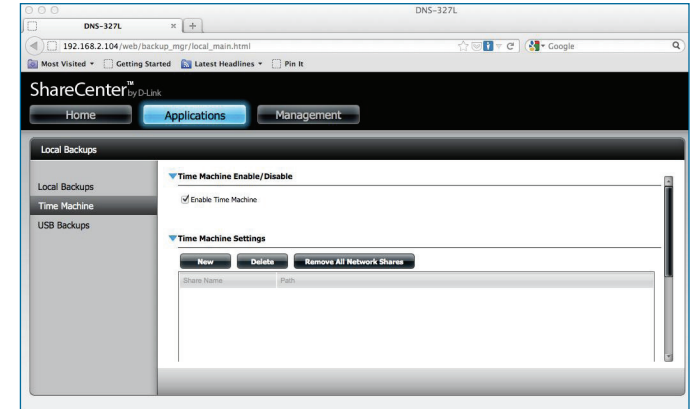 DNS-327L
DNS-327L
192.168.2.104/web/backup_mgr/local_main.html
Google
Most Visited
Getting Started
Latest Headlines
Pin It
ShareCenter™ by D-Link
Home
Applications
Management
Local Backups
Local Backups
Time Machine
USB Backups
Time Machine Enable/Disable
Enable Time Machine
Time Machine Settings
New
Delete
Remove All Network Shares
Share Name
Path